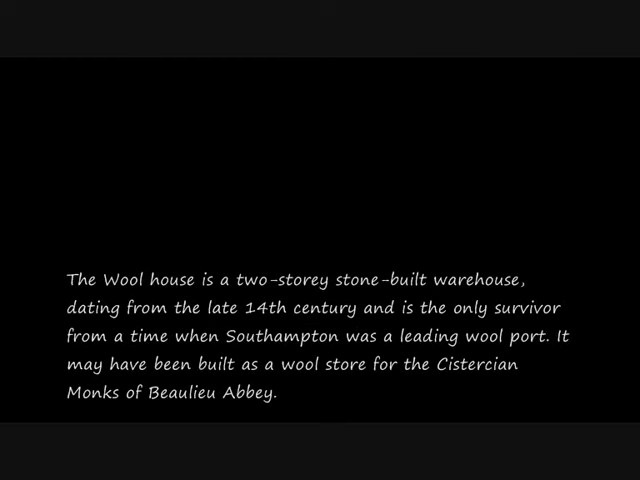 The Wool house is a two-storey stone-built warehouse,
dating from the late 14th century and is the only survivor
from a time when Southampton was a leading wool port. It
may have been built as a wool store for the Cistercian
Monks of Beaulieu Abbey.